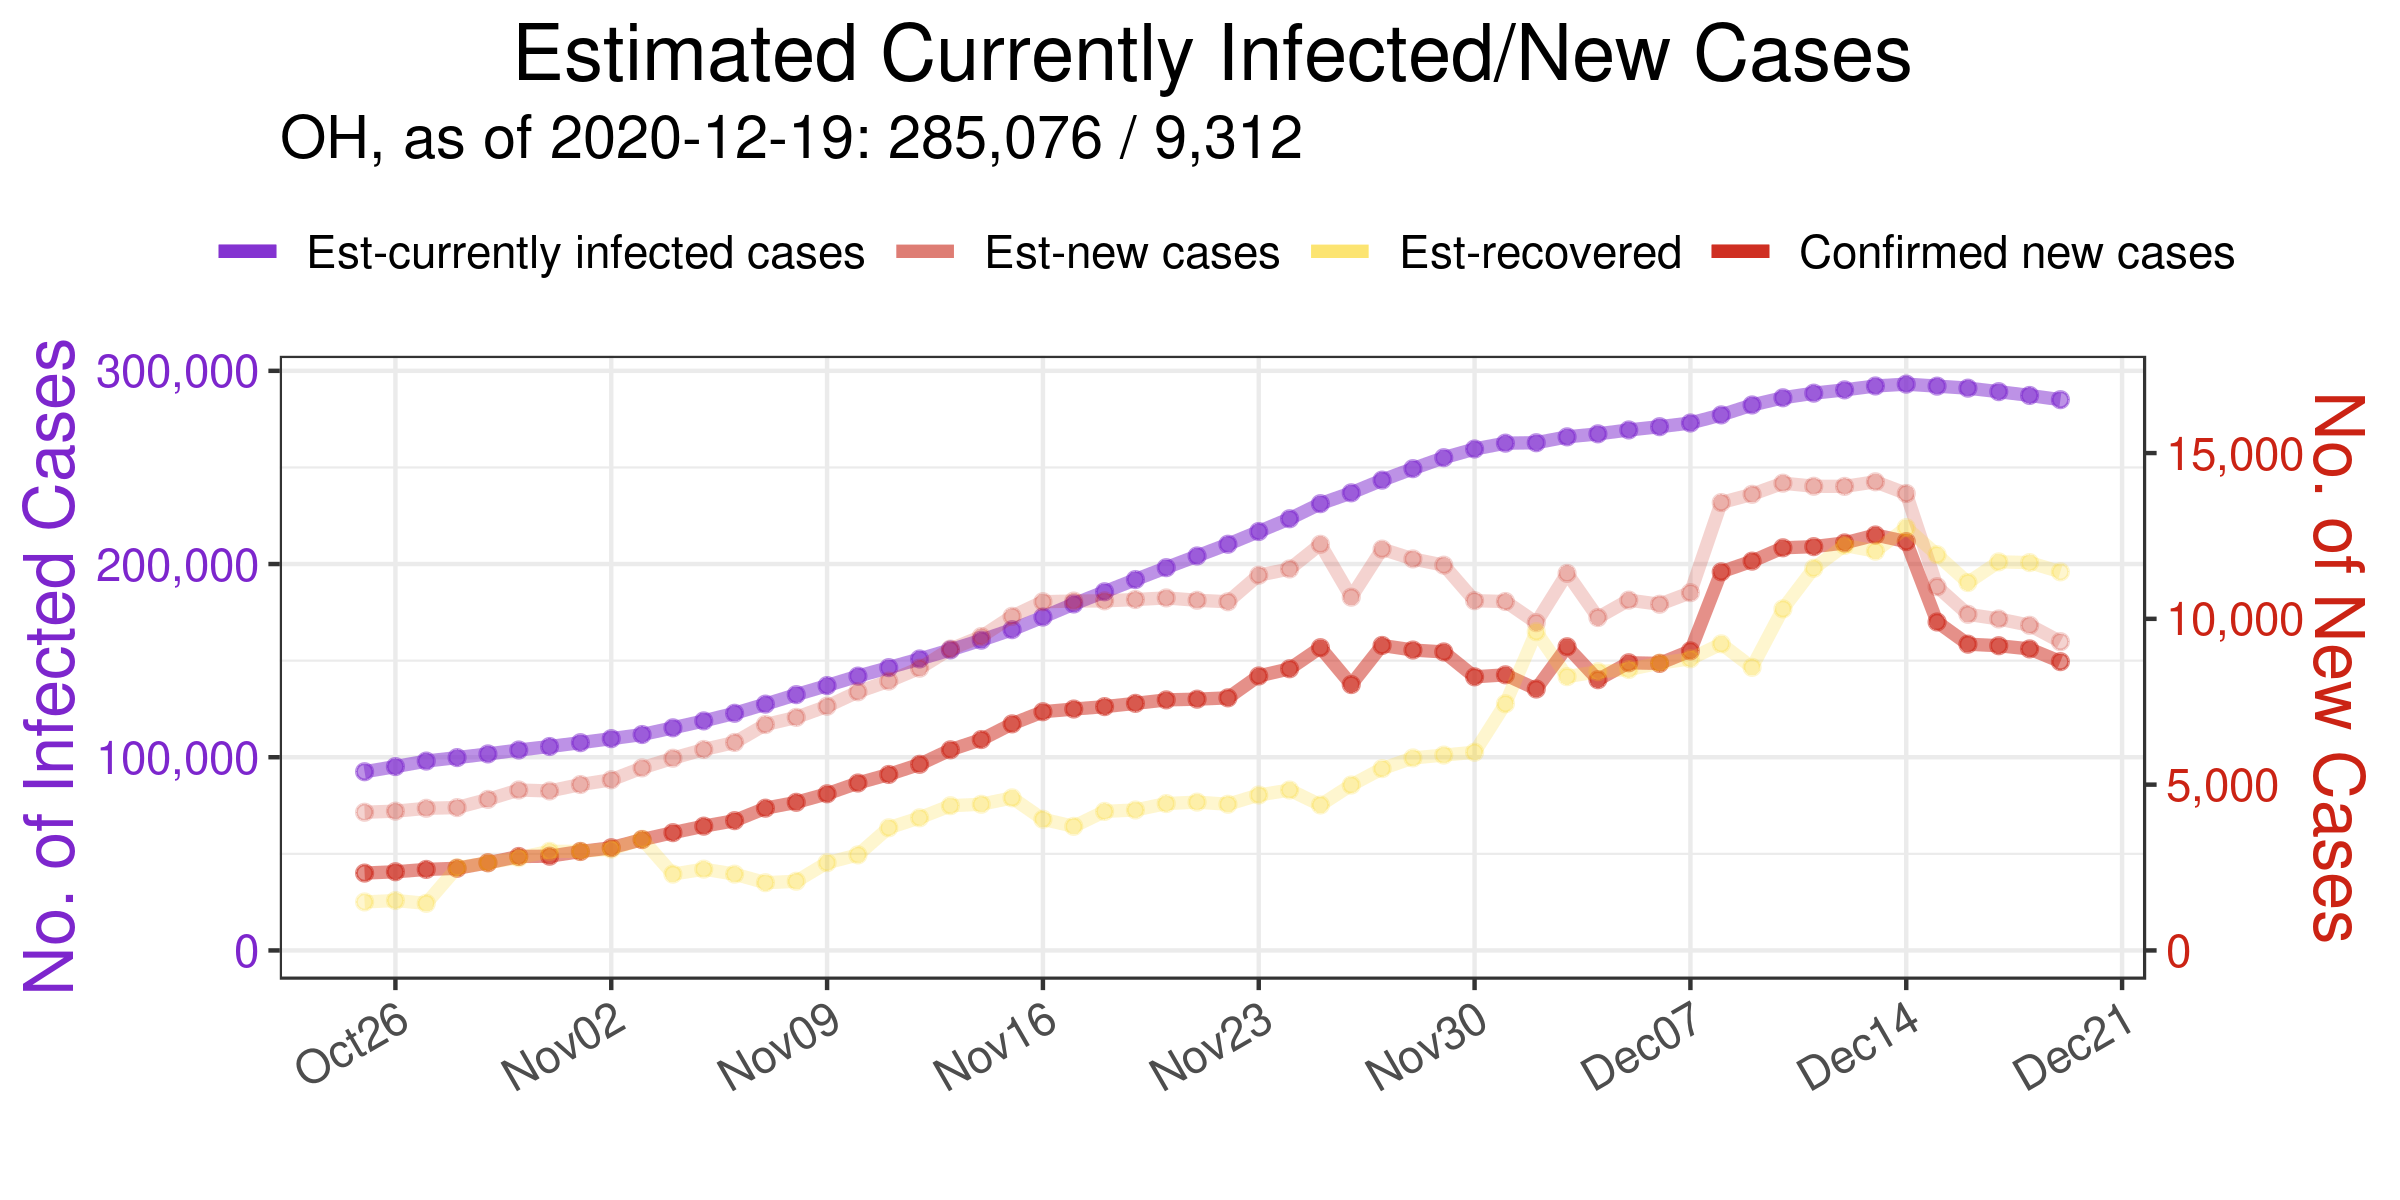 Estimated Currently Infected/New Cases
OH, as of 2020-12-19: 285,076 / 9,312
Est-currently infected cases Est-new cases Est-recovered Confirmed new cases
No. of Infected Cases
300,000
200,000
100,000
0
15,000
10,000
5,000
0
No. of New Cases
Oct26 Nov02 Nov09 Nov16 Nov23 Nov30 Dec07 Dec14 Dec21